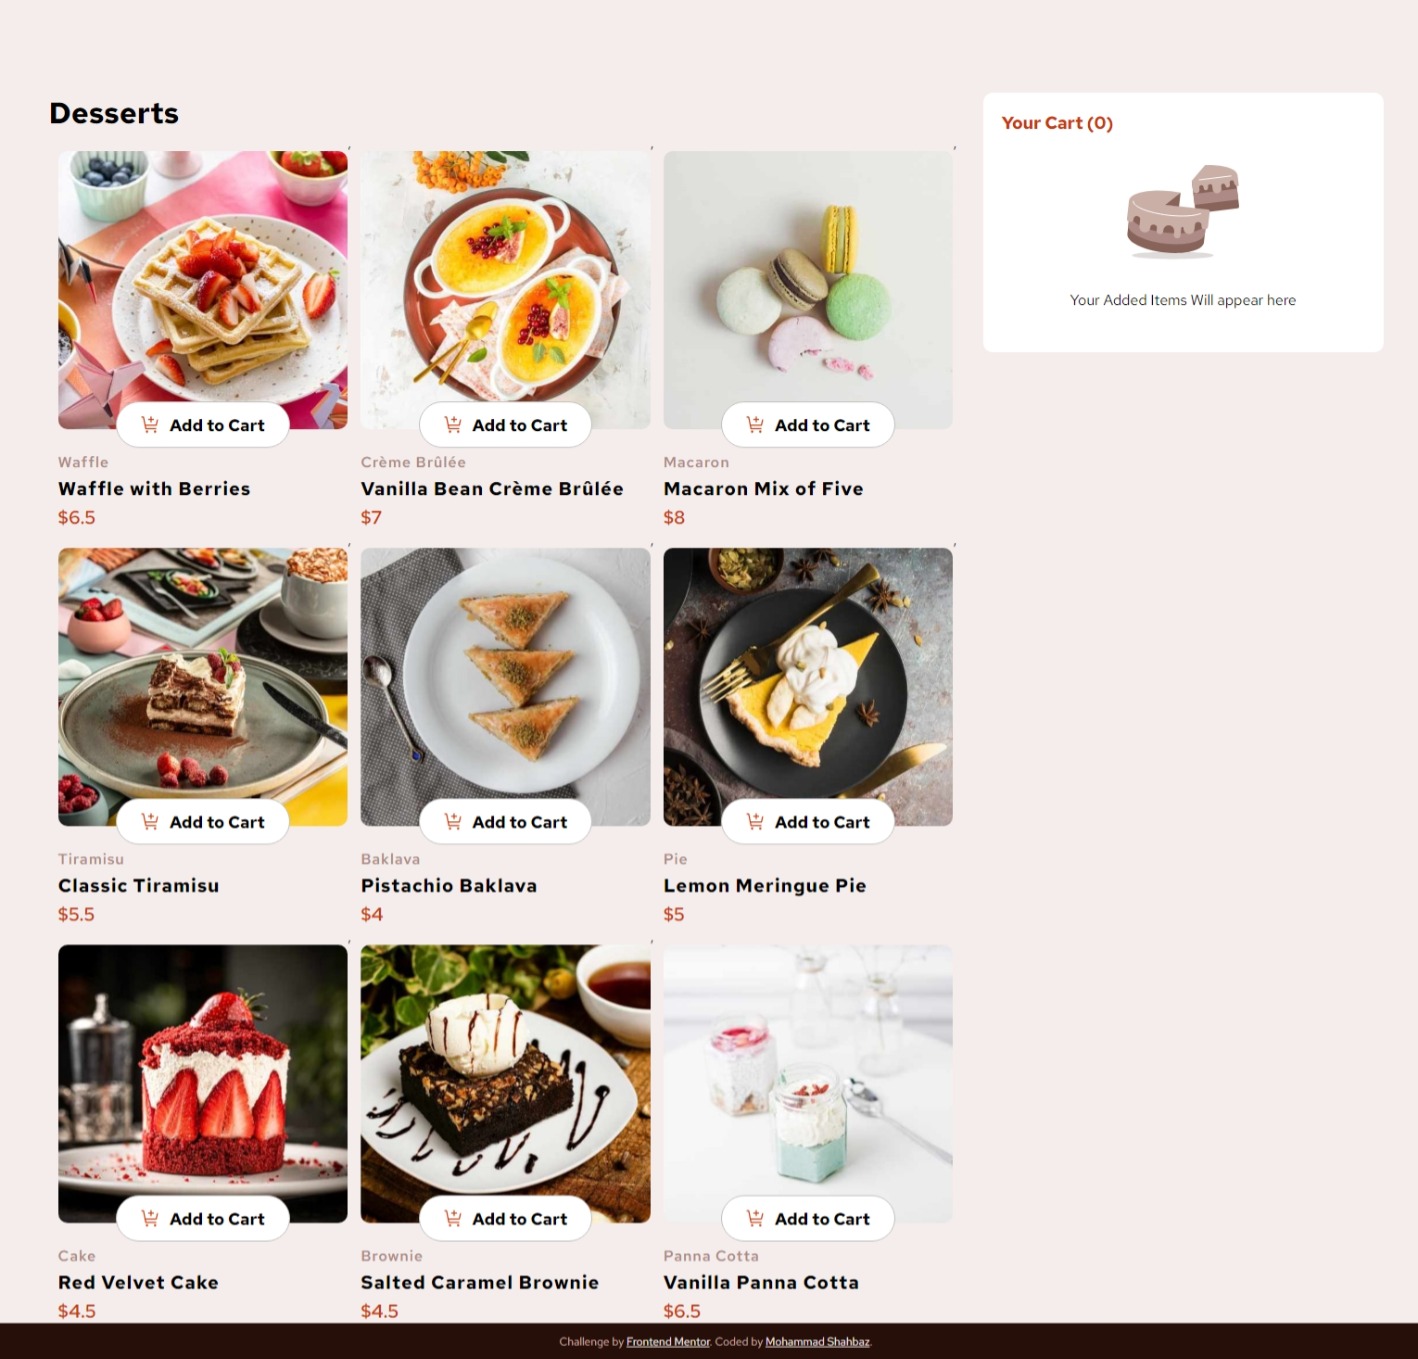 Desserts
Your Cart (0)
Your Added Items Will appear here
Add to Cart
Waffle
Waffle with Berries
$6.5
Add to Cart
Crème Brûlée
Vanilla Bean Crème Brûlée
$7
Add to Cart
Macaron
Macaron Mix of Five
$8
Add to Cart
Tiramisu
Classic Tiramisu
$5.5
Add to Cart
Baklava
Pistachio Baklava
$4
Add to Cart
Pie
Lemon Meringue Pie
$5
Add to Cart
Cake
Red Velvet Cake
$4.5
Add to Cart
Brownie
Salted Caramel Brownie
$4.5
Add to Cart
Panna Cotta
Vanilla Panna Cotta
$6.5
Challenge by Frontend Mentor. Coded by Mohammad Shahbaz.